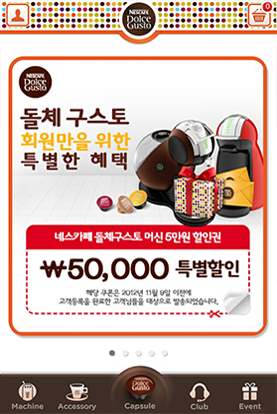 NESCAFÉ
Dolce
Gusto
0
NESCAFÉ
Dolce
Gusto
돌체 구스토
회원만을 위한
특별한 혜택
네스카페 돌체구스토 머신 5만원 할인권
₩50,000 특별할인
해당 쿠폰은 2012년 11월 9일 이전에
고객등록을 완료한 고객님들을 대상으로 발송되었습니다.
NESCAFÉ
Dolce
Gusto
Machine Accessory Capsule Club Event